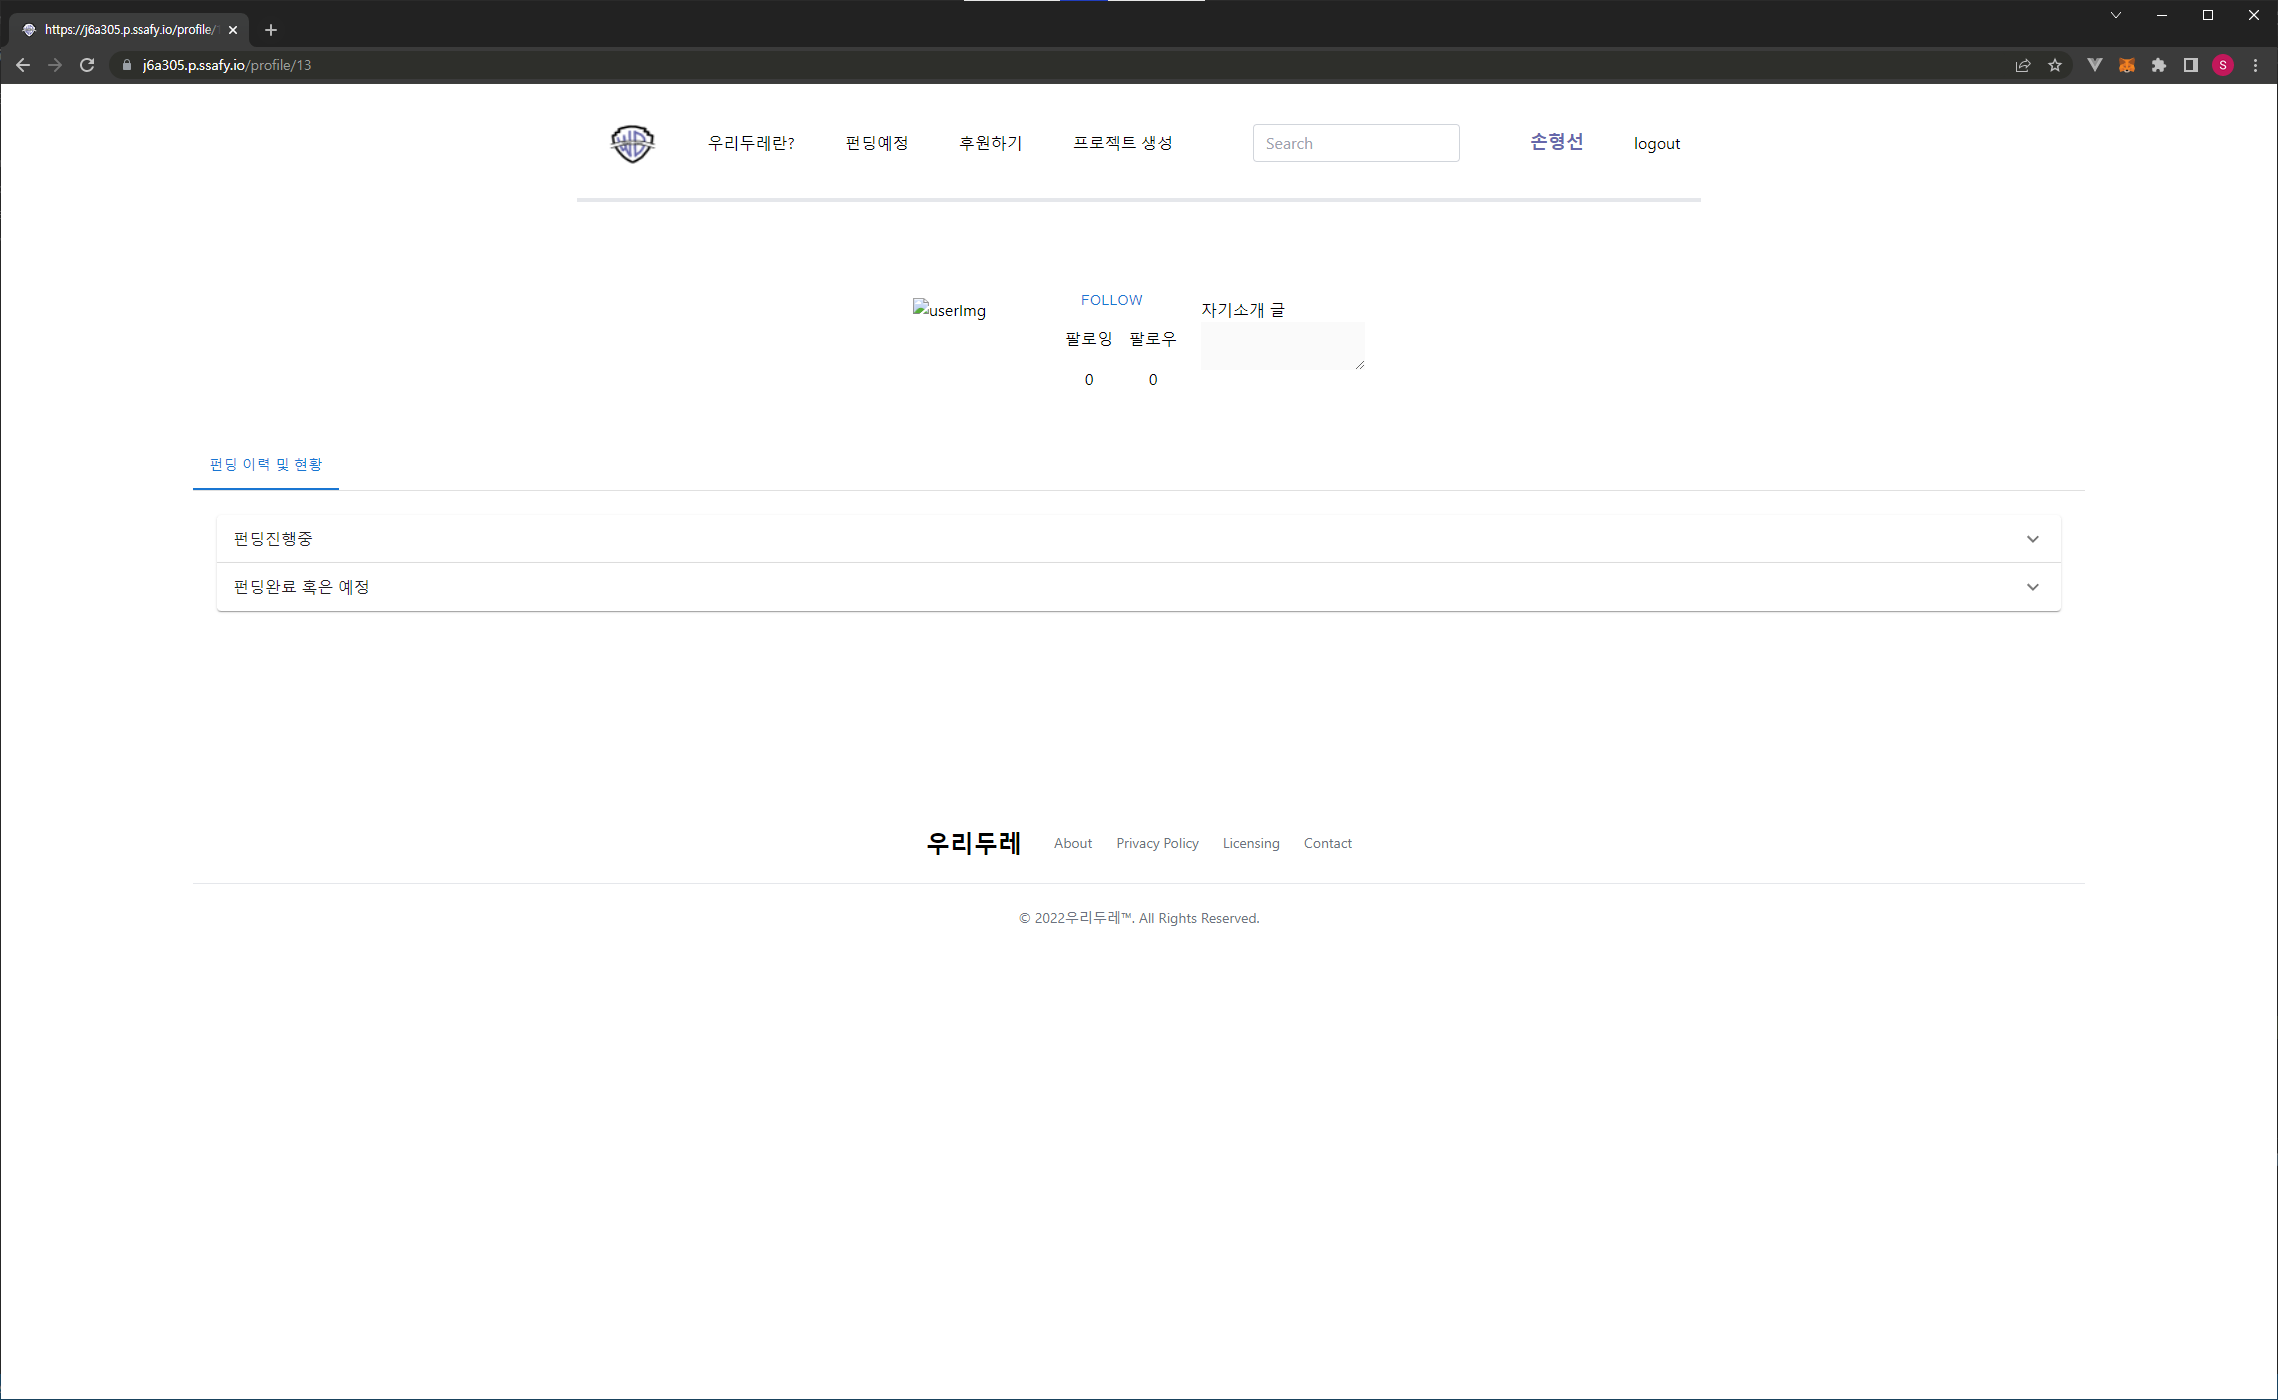 https://j6a305.p.ssafy.io/profile/
j6a305.p.ssafy.io/profile/13
S
WD
우리두레란?
펀딩예정
후원하기
프로젝트 생성
Search
손형선
logout
userImg
FOLLOW
팔로잉 팔로우
0 0
자기소개 글
펀딩 이력 및 현황
펀딩진행중
펀딩완료 혹은 예정
우리두레
About
Privacy Policy
Licensing
Contact
© 2022우리두레™. All Rights Reserved.